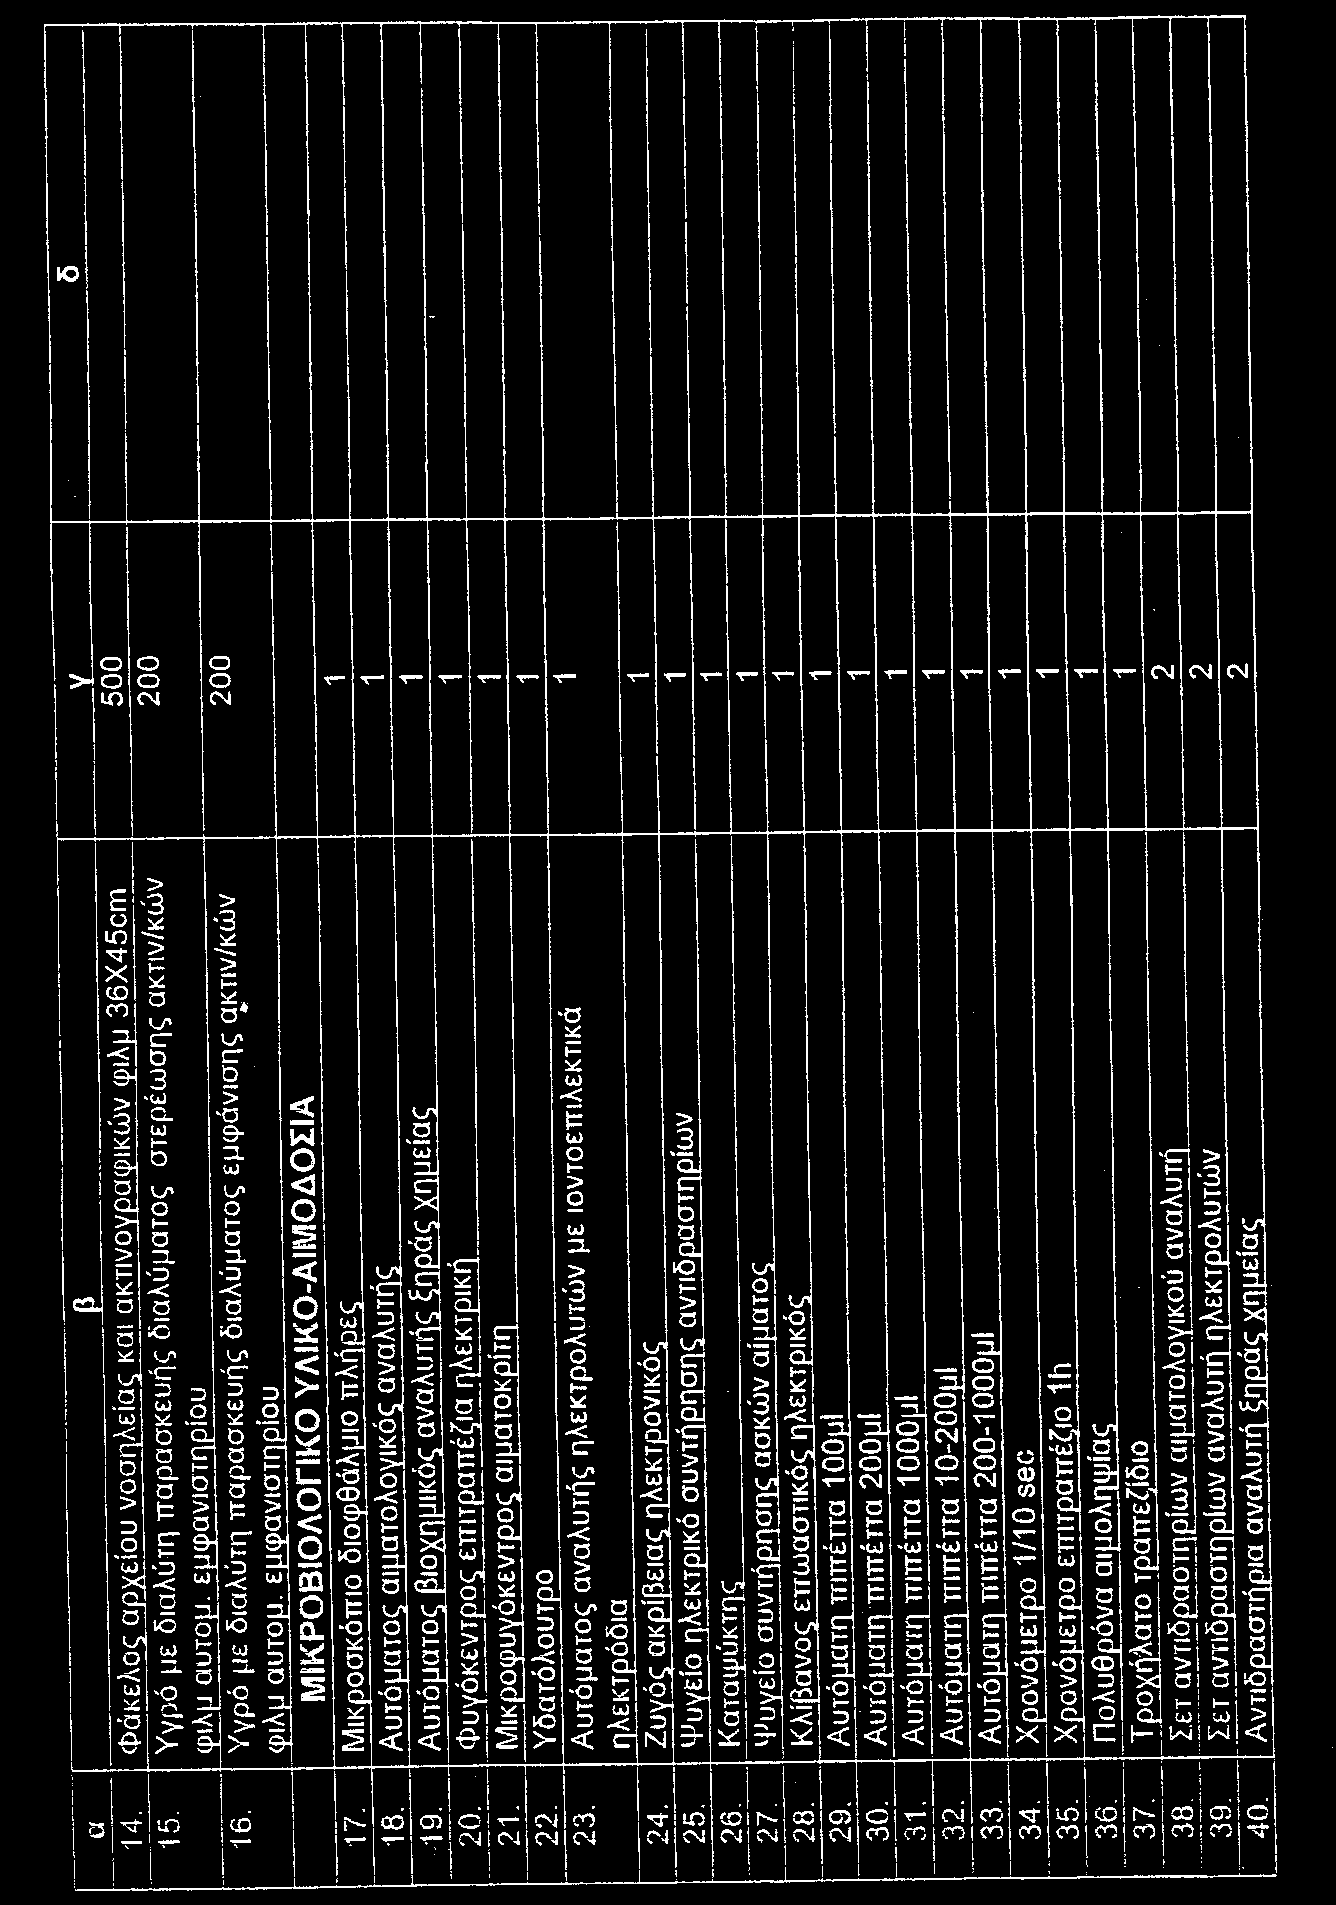 α β γ δ
14. Φάκελος αρχείου νοσηλείας και ακτινογραφικών φιλμ 36Χ45cm 500
15. Υγρό με διαλύτη παρασκευής διαλύματος στερέωσης ακτιν/κών 200
φιλμ αυτομ. εμφανιστηρίου
16. Υγρό με διαλύτη παρασκευής διαλύματος εμφάνισης ακτιν/κών 200
φιλμ αυτομ. εμφανιστηρίου
ΜΙΚΡΟΒΙΟΛΟΓΙΚΟ ΥΛΙΚΟ-ΑΙΜΟΔΟΣΙΑ
17. Μικροσκόπιο διοφθάλμιο πλήρες 1
18. Αυτόματος αιματολογικός αναλυτής 1
19. Αυτόματος βιοχημικός αναλυτής ξηράς χημείας 1
20. Φυγόκεντρος επιτραπέζια ηλεκτρική 1
21. Μικροφυγόκεντρος αιματοκρίτη 1
22. Υδατόλουτρο 1
23. Αυτόματος αναλυτής ηλεκτρολυτών με ιοντοεπιλεκτικά 1
ηλεκτρόδια
24. Ζυγός ακρίβειας ηλεκτρονικός 1
25. Ψυγείο ηλεκτρικό συντήρησης αντιδραστηρίων 1
26. Καταψύκτης 1
27. Ψυγείο συντήρησης ασκών αίματος 1
28. Κλίβανος επωαστικός ηλεκτρικός 1
29. Αυτόματη πιπέττα 100μl 1
30. Αυτόματη πιπέττα 200μl 1
31. Αυτόματη πιπέττα 1000μl 1
32. Αυτόματη πιπέττα 10-200μl 1
33. Αυτόματη πιπέττα 200-1000μl 1
34. Χρονόμετρο 1/10 sec 1
35. Χρανόμετρο επιτραπέζιο 1h 1
36. Πολυθρόνα αιμοληψίας 1
37. Τροχήλατο τραπεζίδιο 1
38. Σετ αντιδραστηρίων αιματολογικού αναλυτή 2
39. Σετ αντιδραστηρίων αναλυτή ηλεκτρολυτών 2
40. Αντιδραστήρια αναλυτή ξηράς χημείας 2